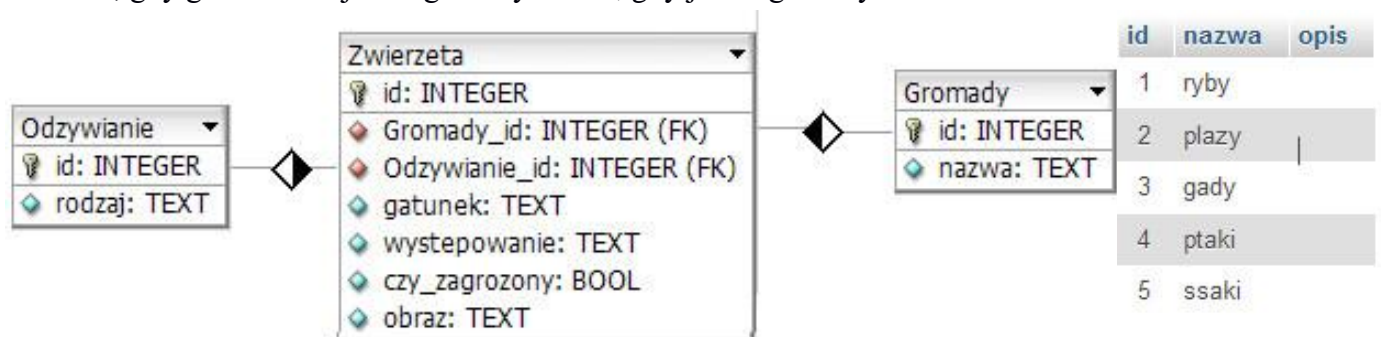 Odzywianie
id: INTEGER
rodzaj: TEXT
Zwierzeta
id: INTEGER
Gromady_id: INTEGER (FK)
Odzywianie_id: INTEGER (FK)
gatunek: TEXT
wystepowanie: TEXT
czy_zagrozony: BOOL
obraz: TEXT
Gromady
id: INTEGER
nazwa: TEXT
id nazwa opis
1 ryby
2 plazy
3 gady
4 ptaki
5 ssaki